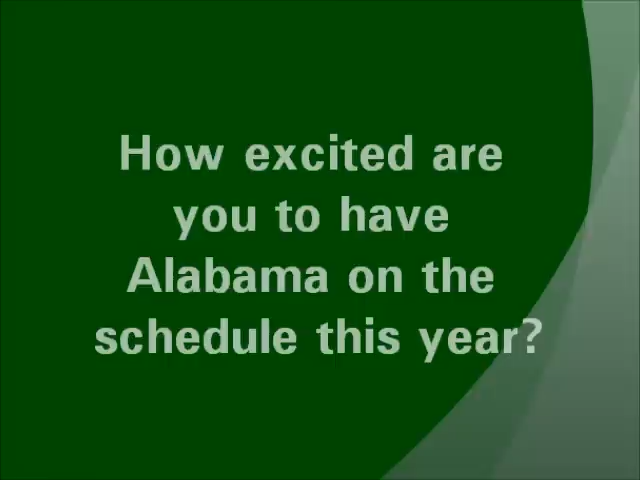 How excited are
you to have
Alabama on the
schedule this year?